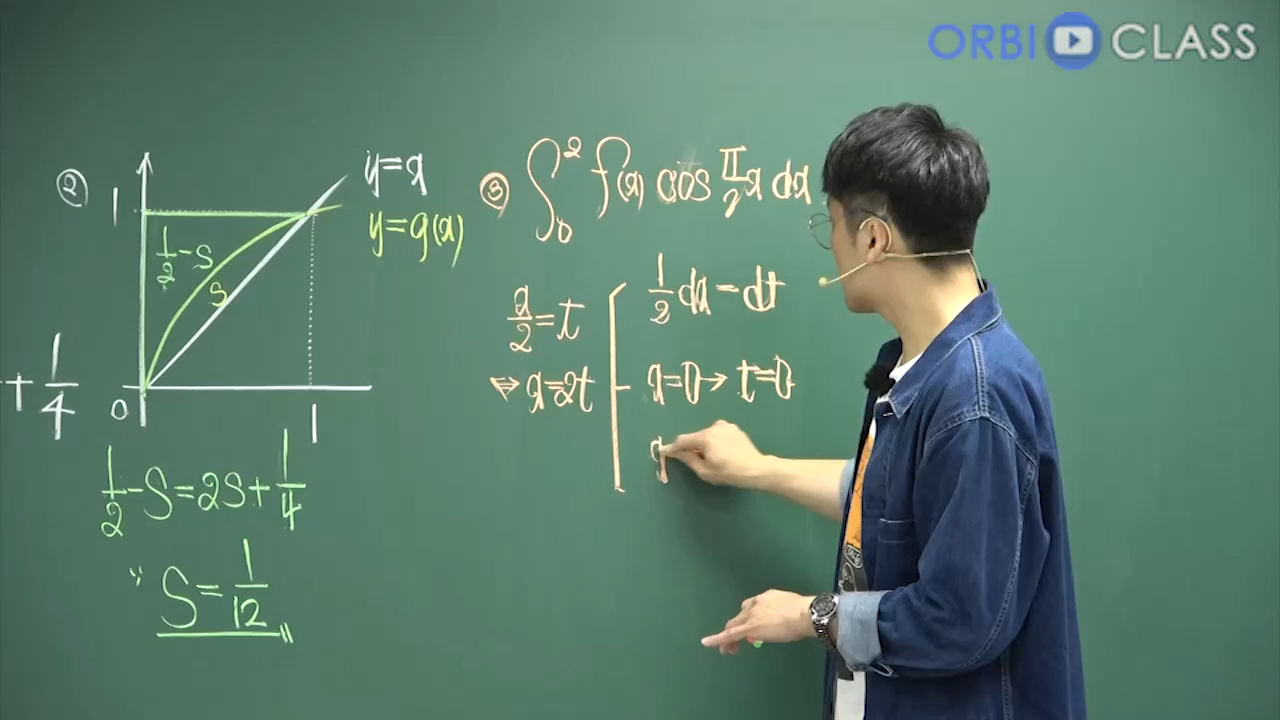 ORBI CLASS
②
1
y=x
y=g(x)
1/2-S
S
0
1
+ 1/4
1/2-S=2S+1/4
∴ S=1/12
③ ∫₀² f(x) cos π/2 x dx
x/2=t
⇔ x=2t
1/2 dx=dt
x=0→t=0
x